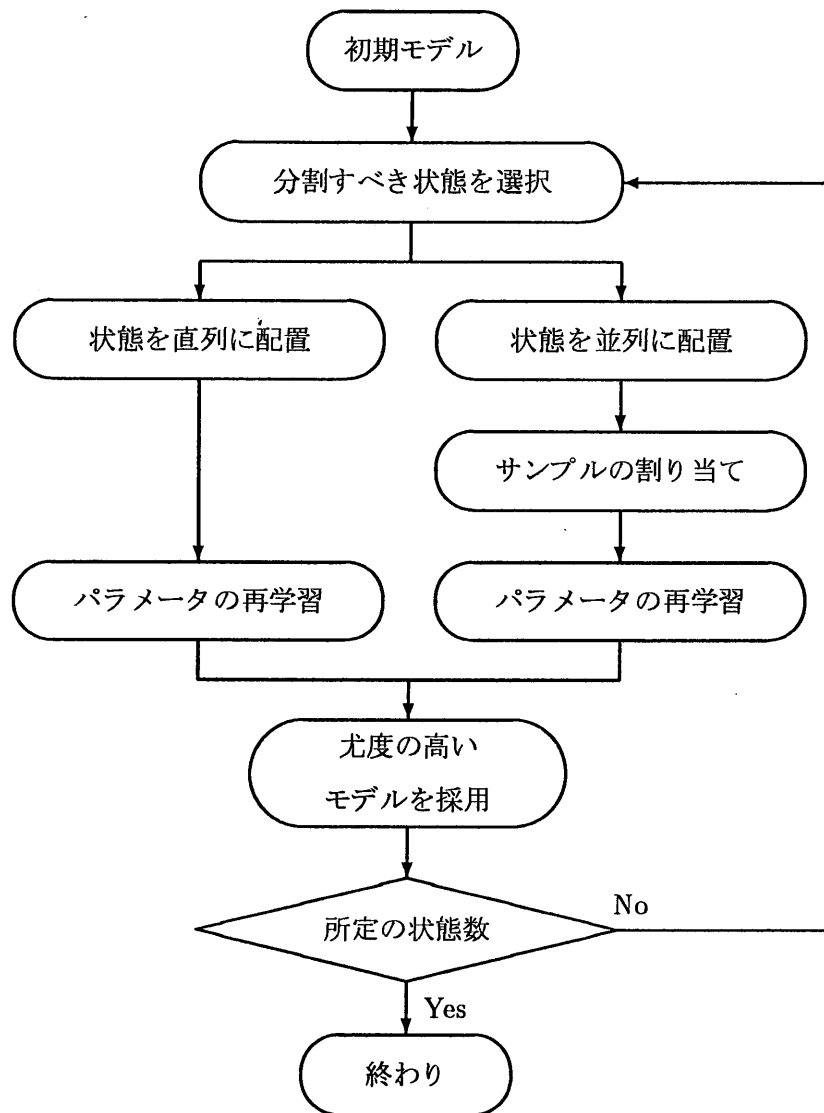 初期モデル
分割すべき状態を選択
状態を直列に配置
状態を並列に配置
サンプルの割り当て
パラメータの再学習
パラメータの再学習
尤度の高い
モデルを採用
所定の状態数
No
Yes
終わり